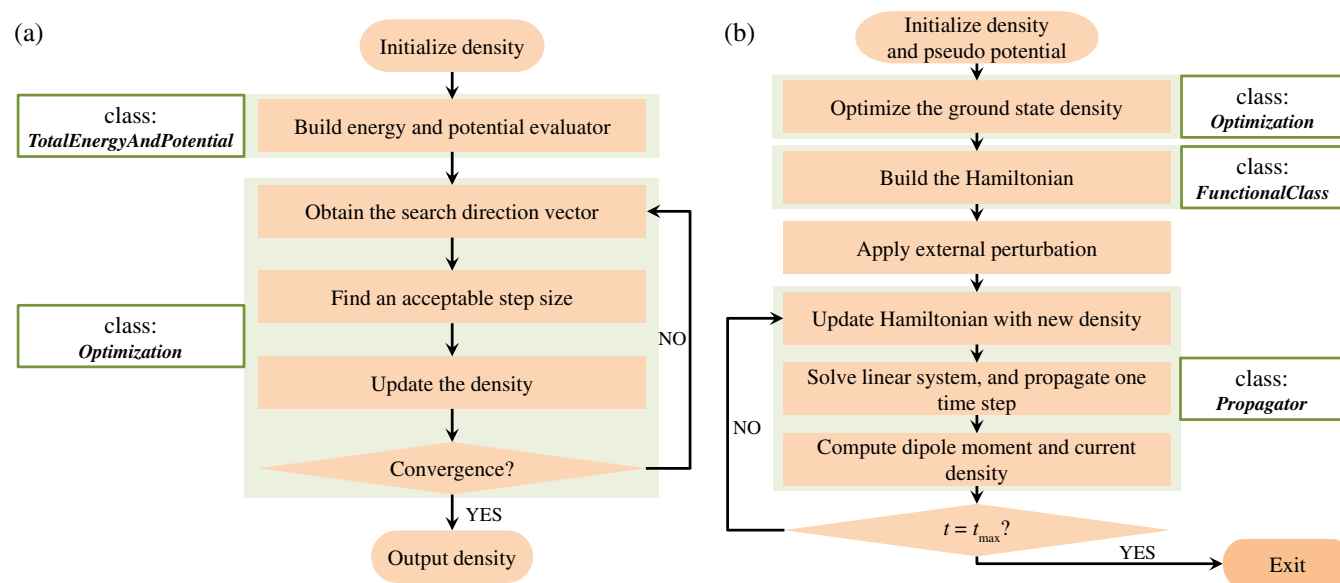 (a)
Initialize density
class:
TotalEnergyAndPotential
Build energy and potential evaluator
Obtain the search direction vector
Find an acceptable step size
class:
Optimization
NO
Update the density
Convergence?
YES
Output density
(b)
Initialize density
and pseudo potential
Optimize the ground state density
class:
Optimization
Build the Hamiltonian
class:
FunctionalClass
Apply external perturbation
Update Hamiltonian with new density
Solve linear system, and propagate one
time step
class:
Propagator
NO
Compute dipole moment and current
density
t = tmax?
YES
Exit